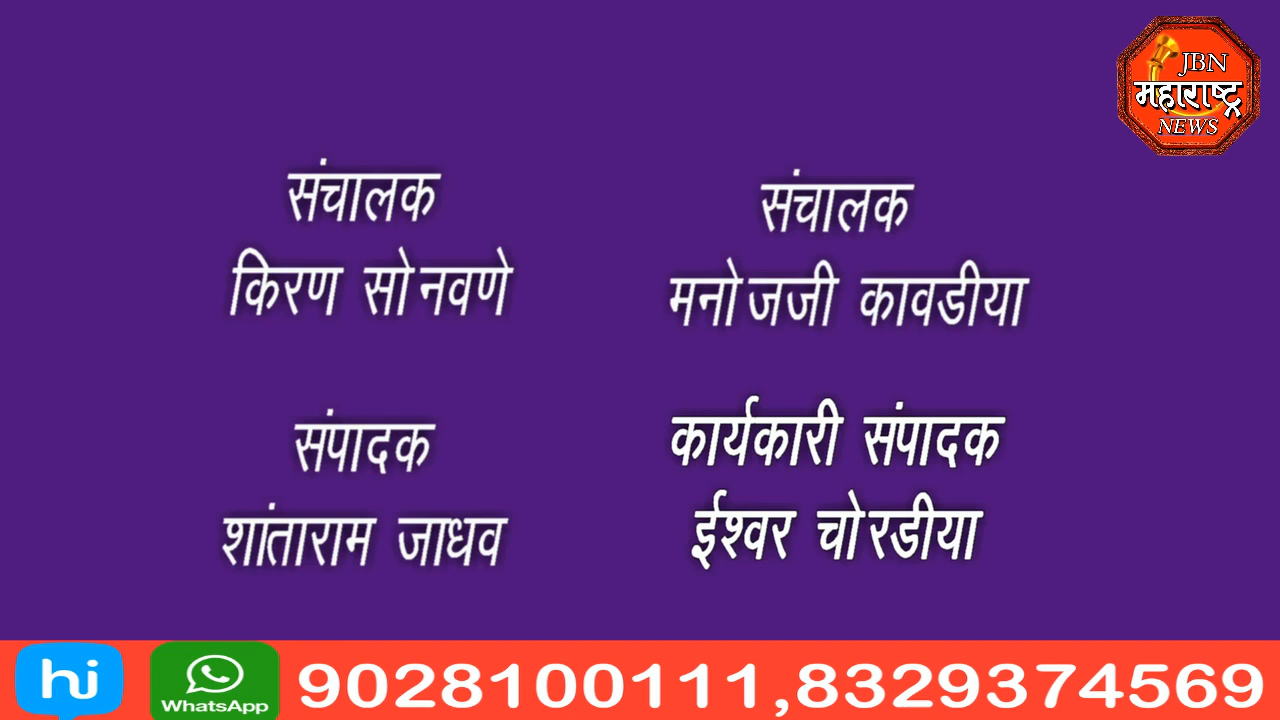 JBN
महाराष्ट्र
NEWS
संचालक
किरण सोनवणे
संचालक
मनोजजी कावडीया
संपादक
शांताराम जाधव
कार्यकारी संपादक
ईश्वर चोरडीया
hi
WhatsApp
9028100111,8329374569